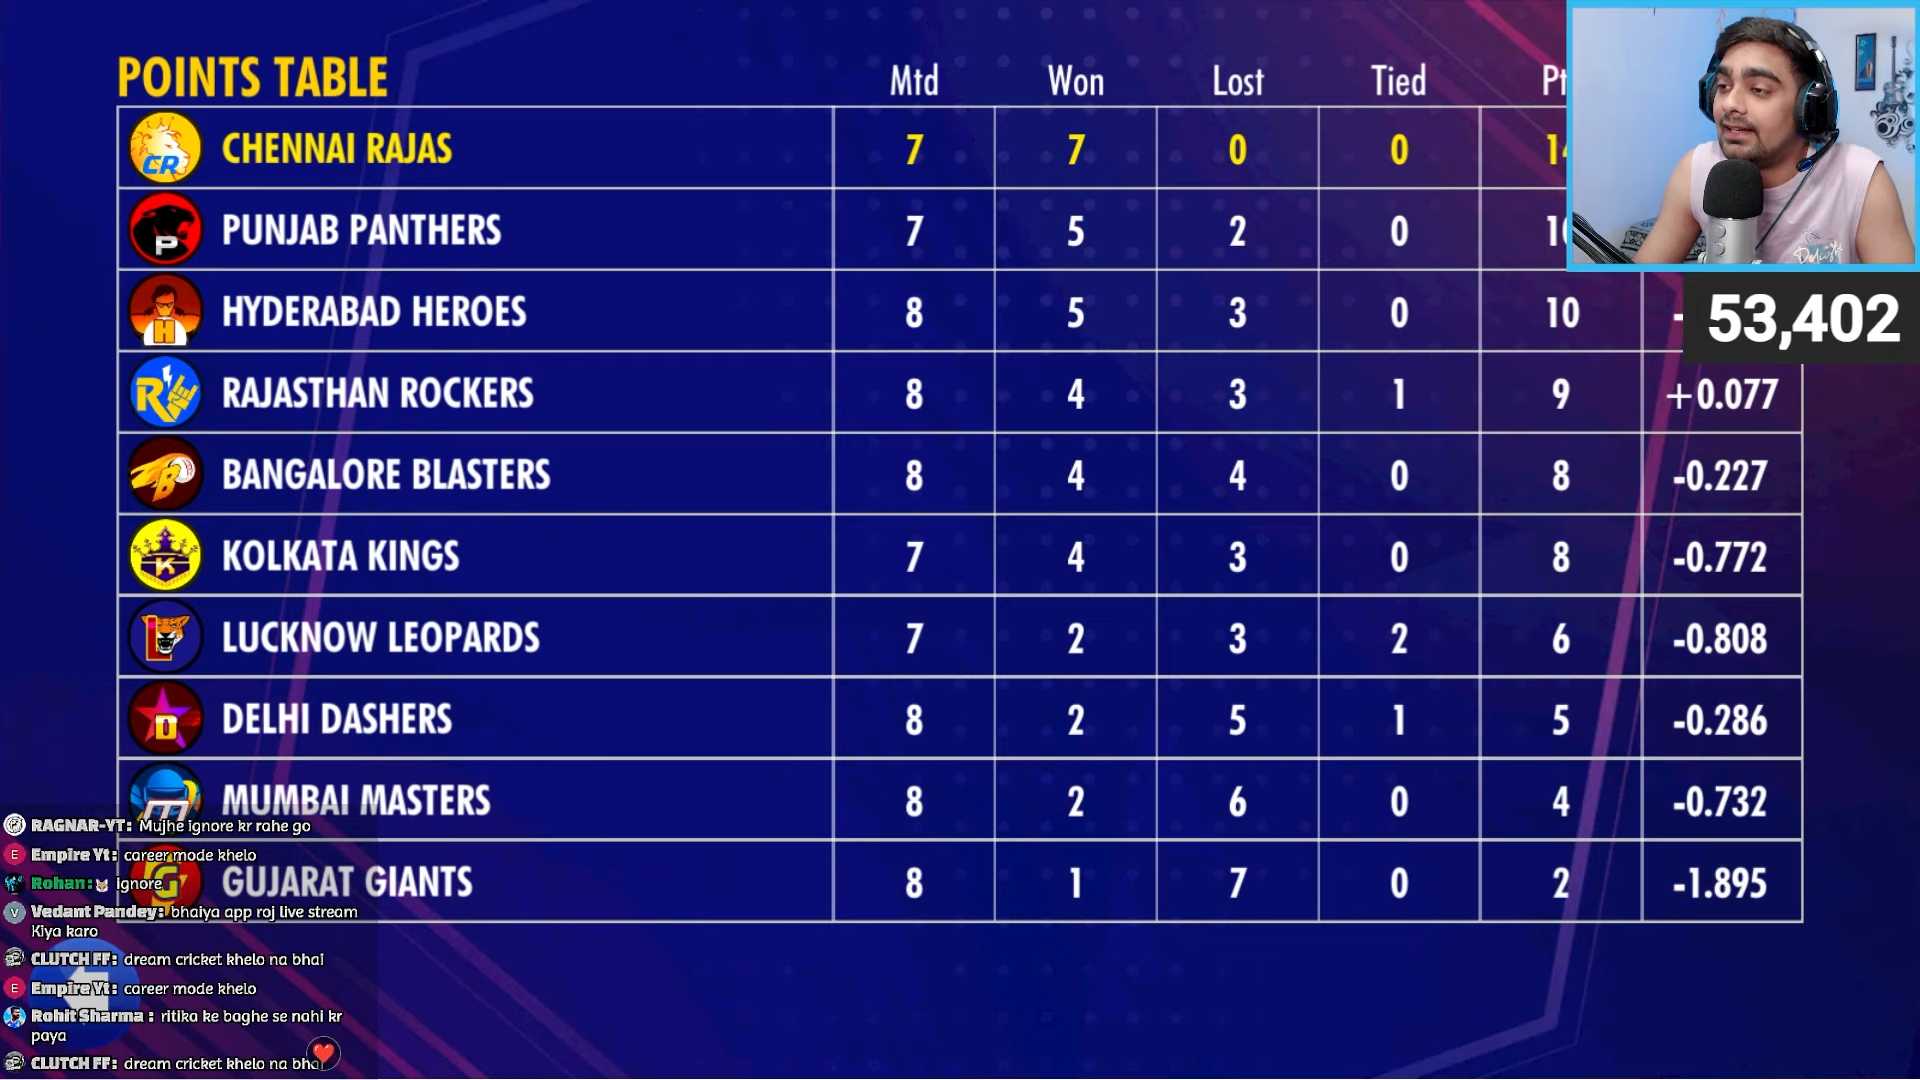 POINTS TABLE Mtd Won Lost Tied
CHENNAI RAJAS 7 7 0 0 14
PUNJAB PANTHERS 7 5 2 0 10
HYDERABAD HEROES 8 5 3 0 10 -
53,402
RAJASTHAN ROCKERS 8 4 3 1 9 +0.077
BANGALORE BLASTERS 8 4 4 0 8 -0.227
KOLKATA KINGS 7 4 3 0 8 -0.772
LUCKNOW LEOPARDS 7 2 3 2 6 -0.808
DELHI DASHERS 8 2 5 1 5 -0.286
MUMBAI MASTERS 8 2 6 0 4 -0.732
GUJARAT GIANTS 8 1 7 0 2 -1.895
RAGNAR-YT: Mujhe ignore kr rahe go
Empire Yt: career mode khelo
Rohan: ignore
Vedant Pandey: bhaiya app roj live stream
Kiya karo
CLUTCH FF: dream cricket khelo na bhai
Empire Yt: career mode khelo
Rohit Sharma : ritika ke baghe se nahi kr
paya
CLUTCH FF: dream cricket khelo na bhai